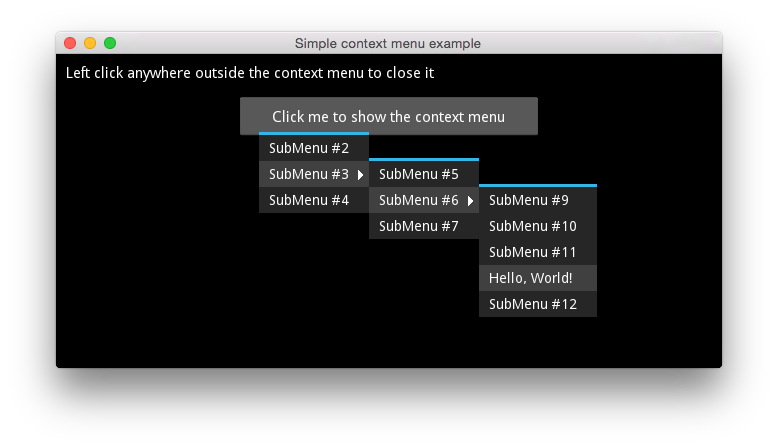 Simple context menu example
Left click anywhere outside the context menu to close it
Click me to show the context menu
SubMenu #2
SubMenu #3
SubMenu #4
SubMenu #5
SubMenu #6
SubMenu #7
SubMenu #9
SubMenu #10
SubMenu #11
Hello, World!
SubMenu #12